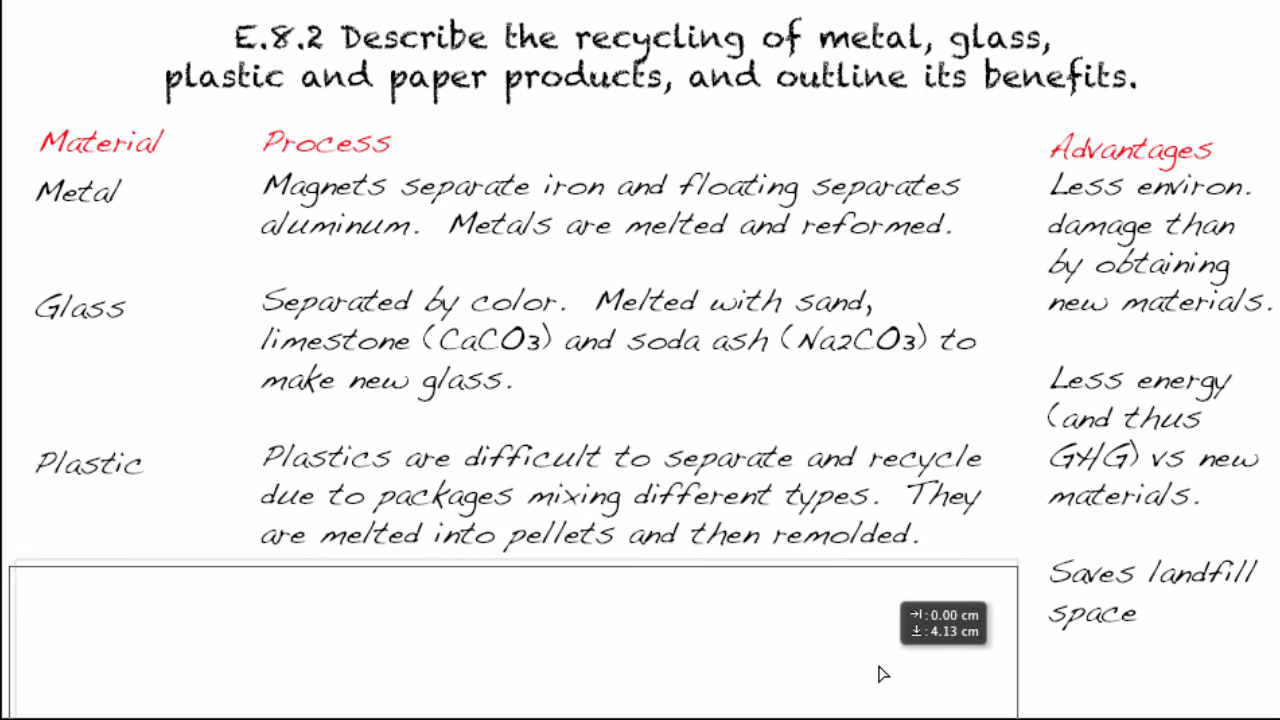 E.8.2 Describe the recycling of metal, glass,
plastic and paper products, and outline its benefits.
Material
Process
Advantages
Metal
Magnets separate iron and floating separates
aluminum. Metals are melted and reformed.
Glass
Separated by color. Melted with sand,
limestone (CaCO3) and soda ash (Na2CO3) to
make new glass.
Plastic
Plastics are difficult to separate and recycle
due to packages mixing different types. They
are melted into pellets and then remolded.
Less environ.
damage than
by obtaining
new materials.
Less energy
(and thus
GHG) vs new
materials.
Saves landfill
space
: 0.00 cm
: 4.13 cm